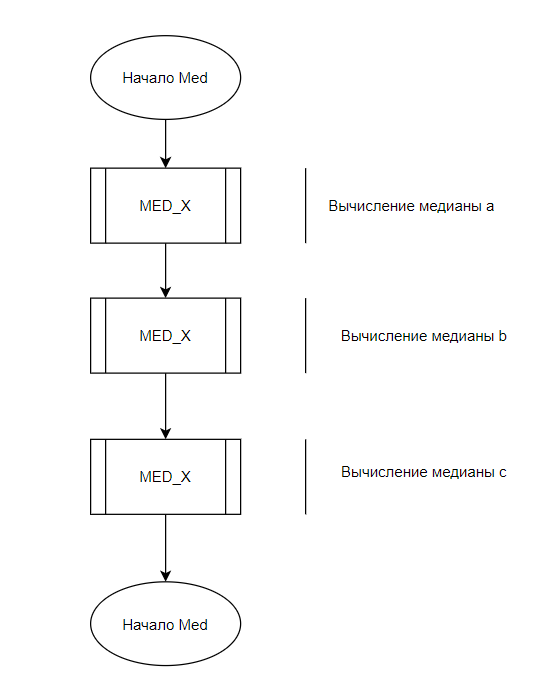 Начало Med
MED_X
Вычисление медианы a
MED_X
Вычисление медианы b
MED_X
Вычисление медианы c
Начало Med